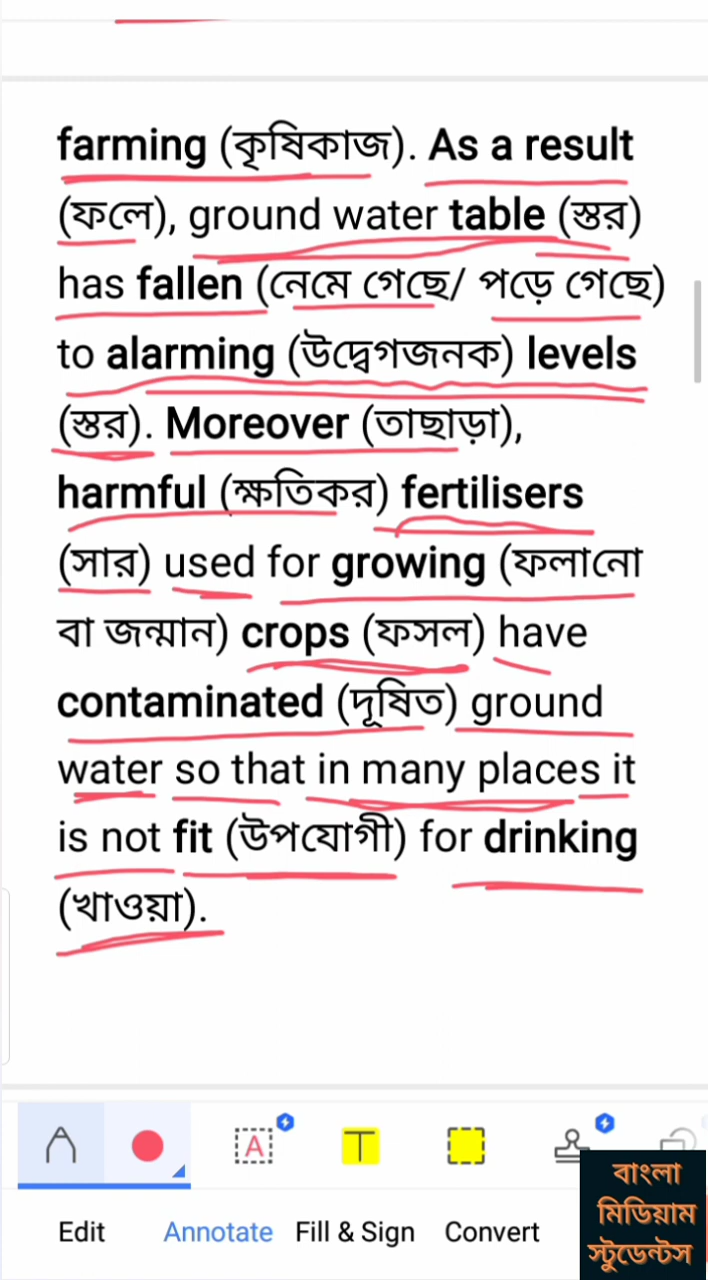 farming (কৃষিকাজ). As a result
(ফলে), ground water table (স্তর)
has fallen (নেমে গেছে/ পড়ে গেছে)
to alarming (উদ্বেগজনক) levels
(স্তর). Moreover (তাছাড়া),
harmful (ক্ষতিকর) fertilisers
(সার) used for growing (ফলানো
বা জন্মান) crops (ফসল) have
contaminated (দূষিত) ground
water so that in many places it
is not fit (উপযোগী) for drinking
(খাওয়া).
A T
Edit Annotate Fill & Sign Convert
বাংলা
মিডিয়াম
স্টুডেন্টস